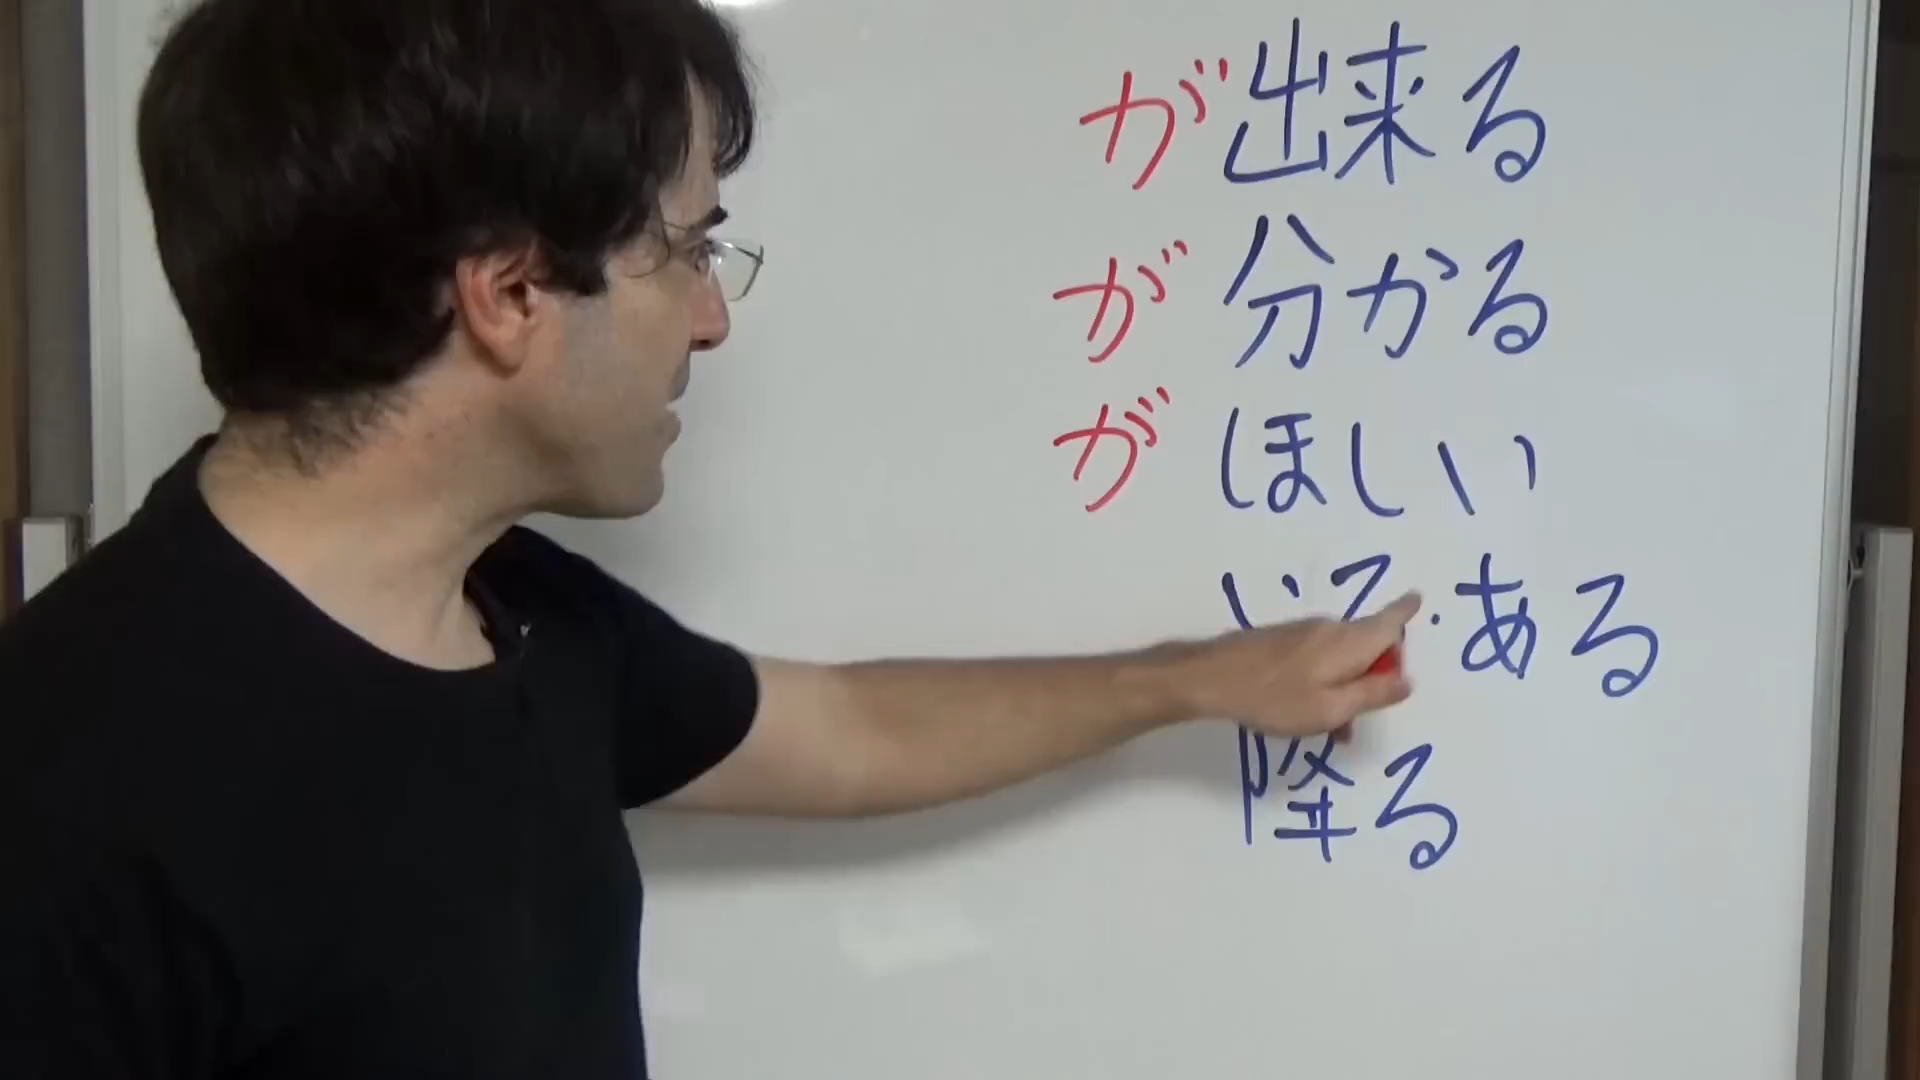 が出来る
が分かる
がほしい
いる・ある
降る